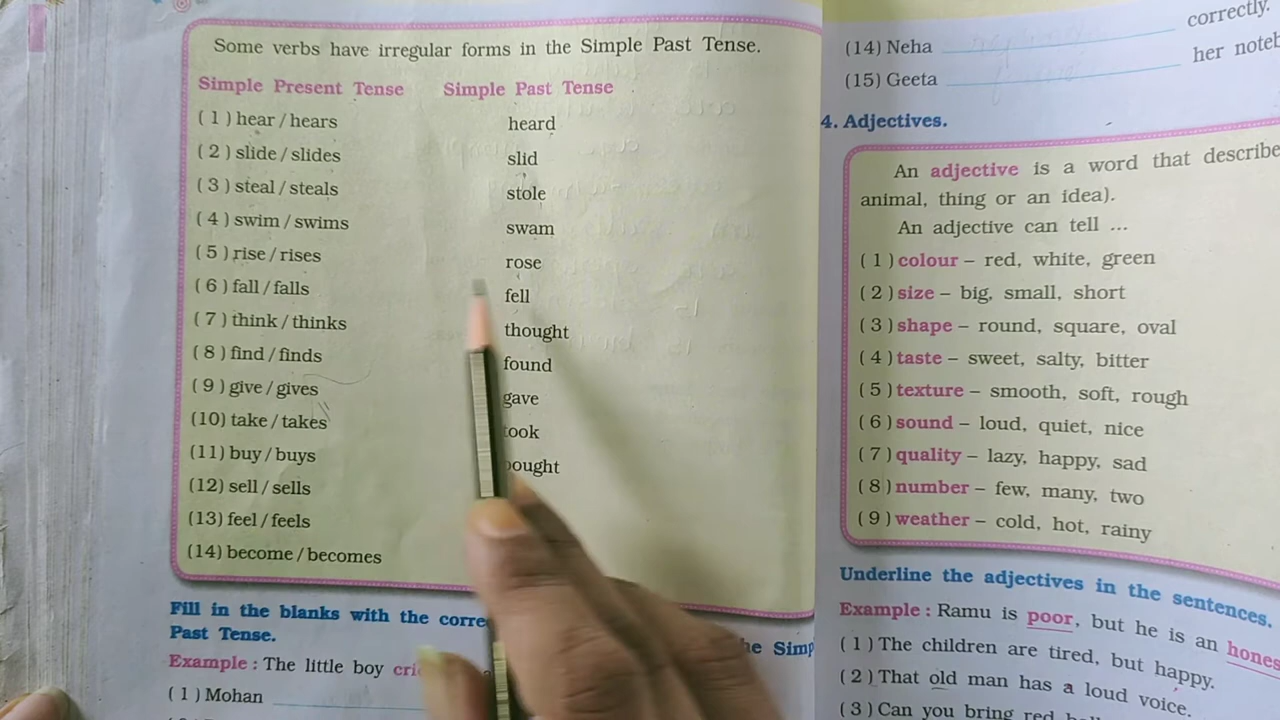 Some verbs have irregular forms in the Simple Past Tense.
Simple Present Tense Simple Past Tense
( 1 ) hear / hears heard
( 2 ) slide / slides slid
( 3 ) steal / steals stole
( 4 ) swim / swims swam
( 5 ) rise / rises rose
( 6 ) fall / falls fell
( 7 ) think / thinks thought
( 8 ) find / finds found
( 9 ) give / gives gave
(10) take / takes took
(11) buy / buys bought
(12) sell / sells
(13) feel / feels
(14) become / becomes
Fill in the blanks with the he Simp
Past Tense.
Example : The little boy
( 1 ) Mohan
correctly.
(14) Neha
her
(15) Geeta
4. Adjectives.
An adjective is a word that describe
animal, thing or an idea).
An adjective can tell ...
( 1 ) colour – red, white, green
( 2 ) size – big, small, short
( 3 ) shape – round, square, oval
( 4 ) taste – sweet, salty, bitter
( 5 ) texture – smooth, soft, rough
( 6 ) sound – loud, quiet, nice
( 7 ) quality – lazy, happy, sad
( 8 ) number – few, many, two
( 9 ) weather – cold, hot, rainy
Underline the adjectives in the sentences.
Example : Ramu is poor, but he is an hones
( 1 ) The children are tired, but happy.
( 2 ) That old man has a loud voice.
( 3 ) Can you bring red